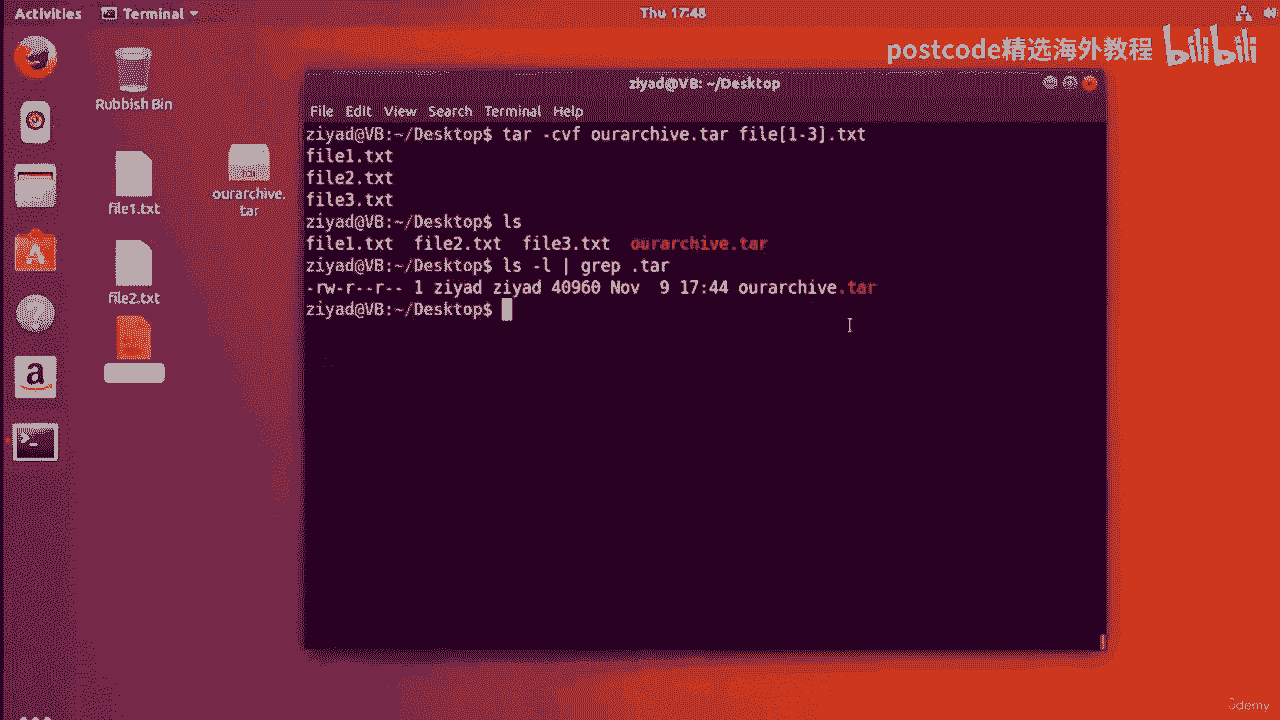 Activities
Terminal
Thu 17:48
postcode精选海外教程 bilibili
Rubbish Bin
file1.txt
ourarchive.
tar
file2.txt
ziyad@VB: ~/Desktop
File Edit View Search Terminal Help
ziyad@VB:~/Desktop$ tar -cvf ourarchive.tar file[1-3].txt
file1.txt
file2.txt
file3.txt
ziyad@VB:~/Desktop$ ls
file1.txt file2.txt file3.txt ourarchive.tar
ziyad@VB:~/Desktop$ ls -l | grep .tar
-rw-r--r-- 1 ziyad ziyad 40960 Nov 9 17:44 ourarchive.tar
ziyad@VB:~/Desktop$
Udemy